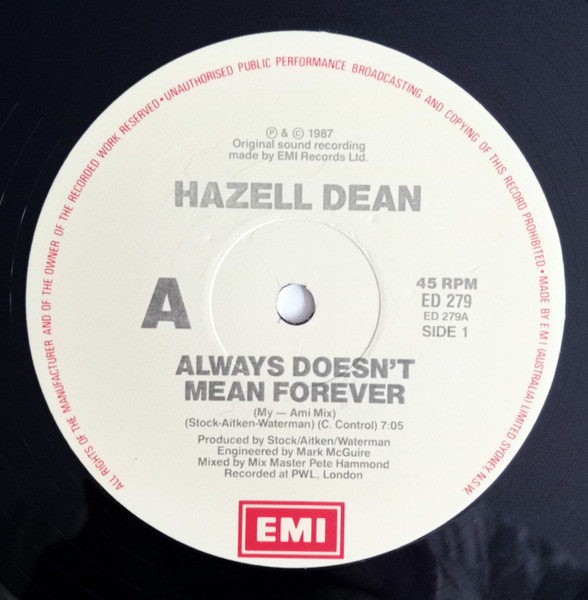 ALL RIGHTS OF THE MANUFACTURER AND OF THE OWNER OF THE RECORDED WORK RESERVED • UNAUTHORISED PUBLIC PERFORMANCE BROADCASTING AND COPYING OF THIS RECORD PROHIBITED • MADE BY E M I (AUSTRALIA) LIMITED SYDNEY N.S.W.
Ⓟ & © 1987
Original sound recording
made by EMI Records Ltd.
HAZELL DEAN
A
45 RPM
ED 279
ED 279A
SIDE 1
ALWAYS DOESN'T
MEAN FOREVER
(My — Ami Mix)
(Stock-Aitken-Waterman) (C. Control) 7:05
Produced by Stock/Aitken/Waterman
Engineered by Mark McGuire
Mixed by Mix Master Pete Hammond
Recorded at PWL, London
EMI